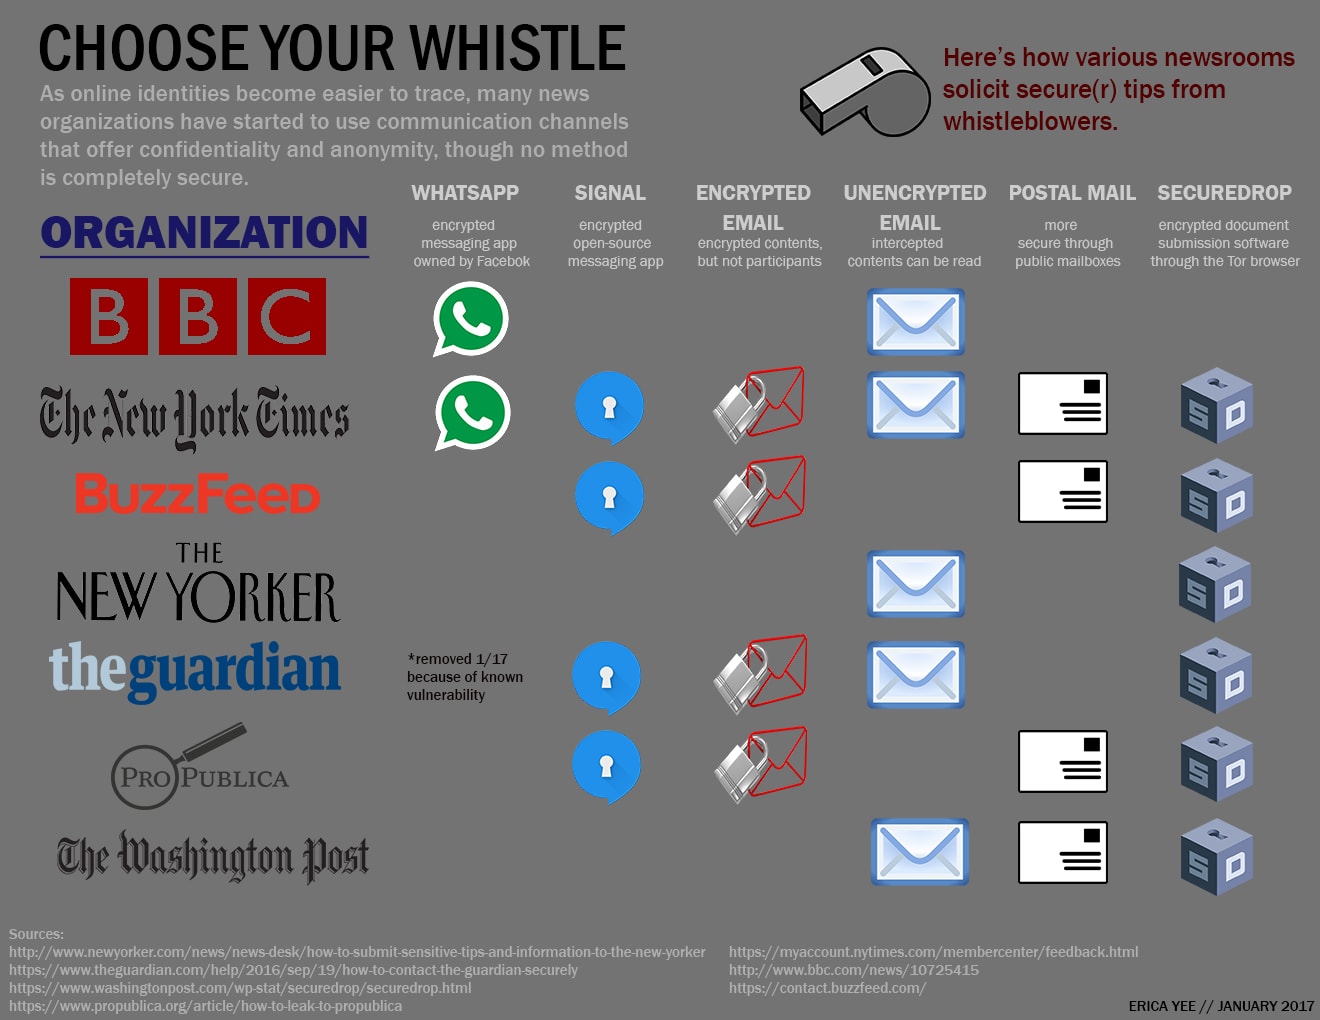 CHOOSE YOUR WHISTLE
As online identities become easier to trace, many news
organizations have started to use communication channels
that offer confidentiality and anonymity, though no method
is completely secure.
Here's how various newsrooms
solicit secure(r) tips from
whistleblowers.
ORGANIZATION
WHATSAPP
encrypted
messaging app
owned by Facebok
SIGNAL
encrypted
open-source
messaging app
ENCRYPTED
EMAIL
encrypted contents,
but not participants
UNENCRYPTED
EMAIL
intercepted
contents can be read
POSTAL MAIL
more
secure through
public mailboxes
SECUREDROP
encrypted document
submission software
through the Tor browser
BBC
The New York Times
SD
BUZZFEED
SD
THE
NEW YORKER
SD
theguardian
*removed 1/17
because of known
vulnerability
SD
PROPUBLICA
SD
The Washington Post
SD
Sources:
http://www.newyorker.com/news/news-desk/how-to-submit-sensitive-tips-and-information-to-the-new-yorker
https://www.theguardian.com/help/2016/sep/19/how-to-contact-the-guardian-securely
https://www.washingtonpost.com/wp-stat/securedrop/securedrop.html
https://www.propublica.org/article/how-to-leak-to-propublica
https://myaccount.nytimes.com/membercenter/feedback.html
http://www.bbc.com/news/10725415
https://contact.buzzfeed.com/
ERICA YEE // JANUARY 2017